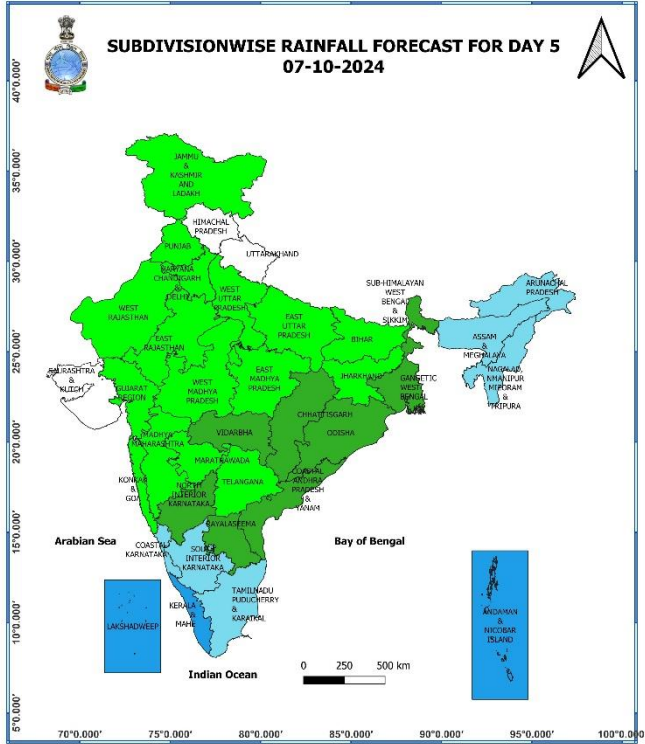 SUBDIVISIONWISE RAINFALL FORECAST FOR DAY 5
07-10-2024
40°0.000'
35°0.000'
30°0.000'
25°0.000'
20°0.000'
15°0.000'
10°0.000'
5°0.000'
JAMMU
&
KASHMIR
AND
LADAKH
HIMACHAL
PRADESH
PUNJAB
UTTARAKHAND
HARYANA
CHANDIGARH
&
DELHI
WEST
UTTAR
PRADESH
WEST
RAJASTHAN
EAST
RAJASTHAN
EAST
UTTAR
PRADESH
BIHAR
SUB-HIMALAYAN
WEST
BENGAL
&
SIKKIM
ARUNACHAL
PRADESH
ASSAM
&
MEGHALAYA
NAGALAD,
MANIPUR
MIZORAM
&
TRIPURA
SAURASHTRA
&
KUTCH
GUJARAT
REGION
WEST
MADHYA
PRADESH
EAST
MADHYA
PRADESH
JHARKHAND
GANGETIC
WEST
BENGAL
CHHATTISGARH
ODISHA
VIDARBHA
MADHYA
MAHARASHTRA
MARATHAWADA
KONKAN
&
GOA
TELANGANA
COASTAL
ANDHRA
PRADESH
&
YANAM
NORTH
INTERIOR
KARNATAKA
RAYALASEEMA
COASTAL
KARNATAKA
SOUTH
INTERIOR
KARNATAKA
TAMILNADU
PUDUCHERRY
&
KARAIKAL
KERALA
&
MAHE
LAKSHADWEEP
ANDAMAN
&
NICOBAR
ISLAND
Arabian Sea
Bay of Bengal
Indian Ocean
0 250 500 km
70°0.000' 75°0.000' 80°0.000' 85°0.000' 90°0.000' 95°0.000' 100°0.000'